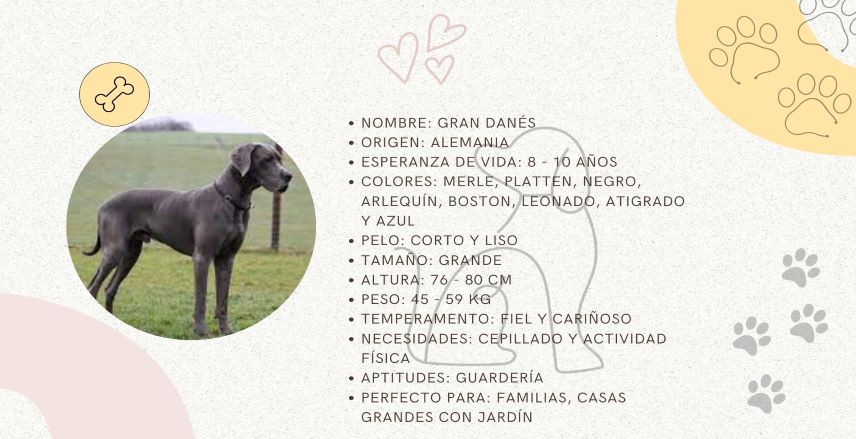 • NOMBRE: GRAN DANÉS
• ORIGEN: ALEMANIA
• ESPERANZA DE VIDA: 8 - 10 AÑOS
• COLORES: MERLE, PLATTEN, NEGRO,
ARLEQUÍN, BOSTON, LEONADO, ATIGRADO
Y AZUL
• PELO: CORTO Y LISO
• TAMAÑO: GRANDE
• ALTURA: 76 - 80 CM
• PESO: 45 - 59 KG
• TEMPERAMENTO: FIEL Y CARIÑOSO
• NECESIDADES: CEPILLADO Y ACTIVIDAD
FÍSICA
• APTITUDES: GUARDERÍA
• PERFECTO PARA: FAMILIAS, CASAS
GRANDES CON JARDÍN